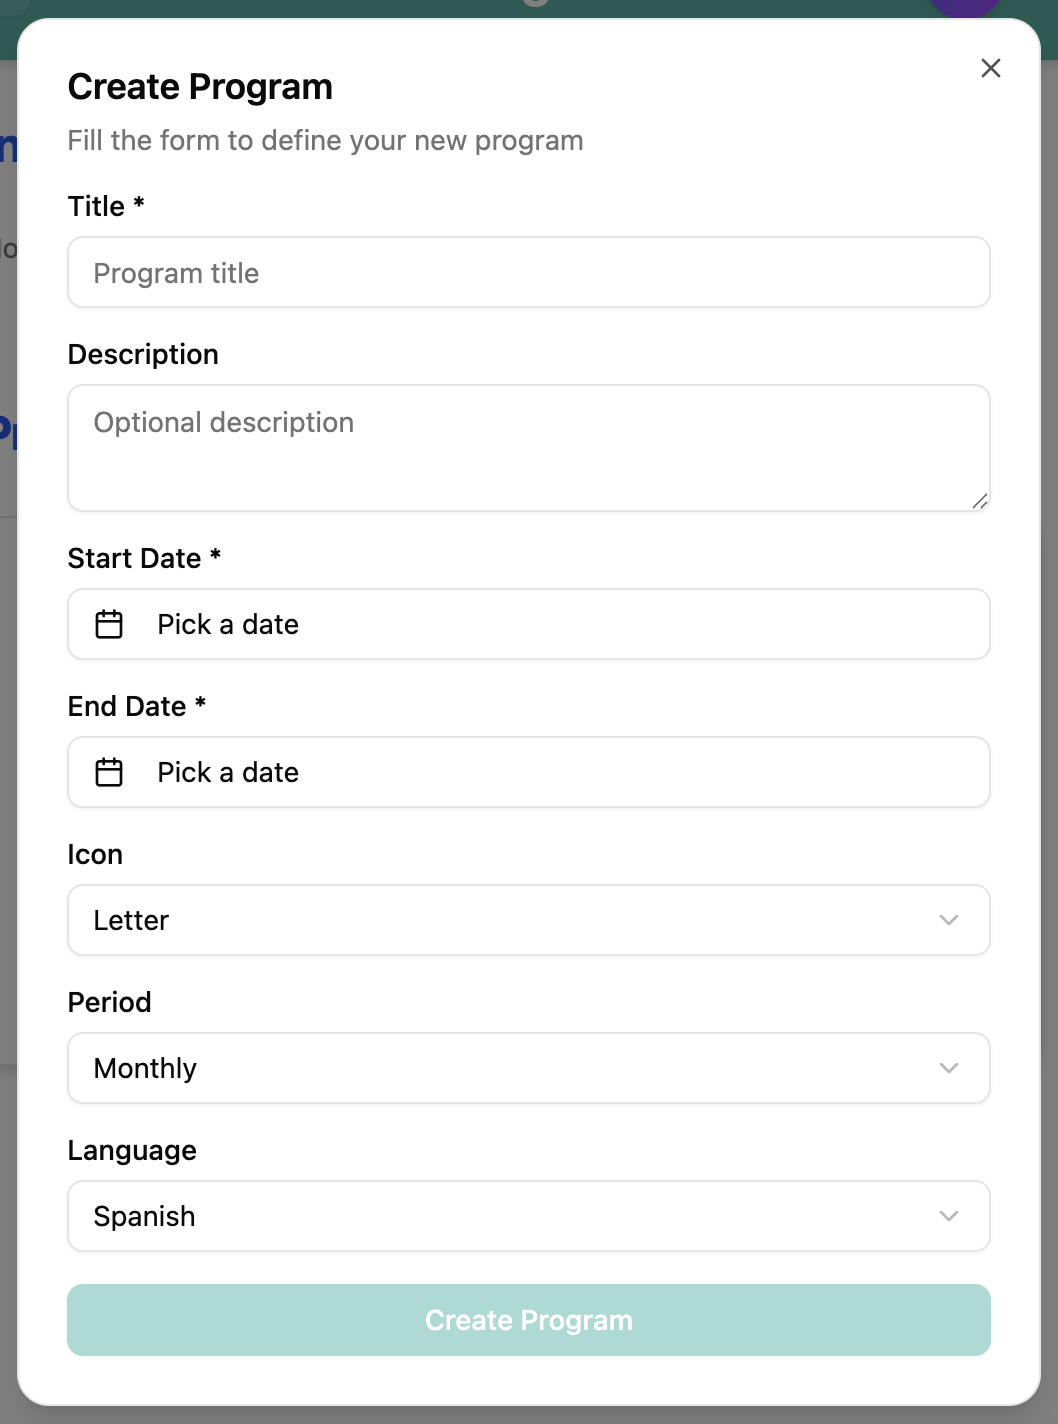 Create Program
Fill the form to define your new program
Title *
Program title
Description
Optional description
Start Date *
Pick a date
End Date *
Pick a date
Icon
Letter
Period
Monthly
Language
Spanish
Create Program